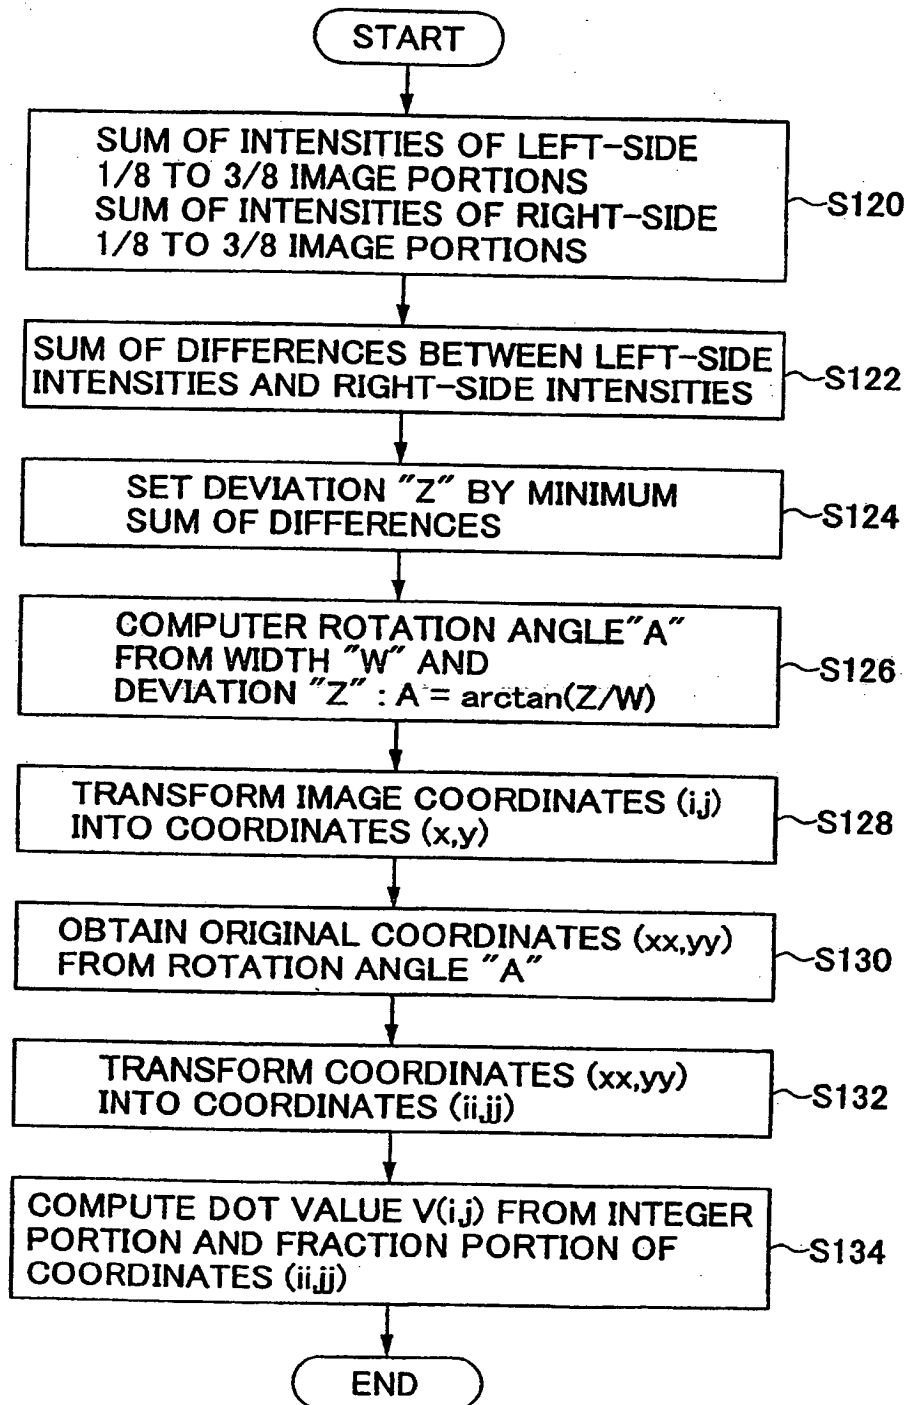 START
SUM OF INTENSITIES OF LEFT-SIDE
1/8 TO 3/8 IMAGE PORTIONS
SUM OF INTENSITIES OF RIGHT-SIDE
1/8 TO 3/8 IMAGE PORTIONS
S120
SUM OF DIFFERENCES BETWEEN LEFT-SIDE
INTENSITIES AND RIGHT-SIDE INTENSITIES
S122
SET DEVIATION "Z" BY MINIMUM
SUM OF DIFFERENCES
S124
COMPUTER ROTATION ANGLE"A"
FROM WIDTH "W" AND
DEVIATION "Z" : A = arctan(Z/W)
S126
TRANSFORM IMAGE COORDINATES (i,j)
INTO COORDINATES (x,y)
S128
OBTAIN ORIGINAL COORDINATES (xx,yy)
FROM ROTATION ANGLE "A"
S130
TRANSFORM COORDINATES (xx,yy)
INTO COORDINATES (ii,jj)
S132
COMPUTE DOT VALUE V(i,j) FROM INTEGER
PORTION AND FRACTION PORTION OF
COORDINATES (ii,jj)
S134
END